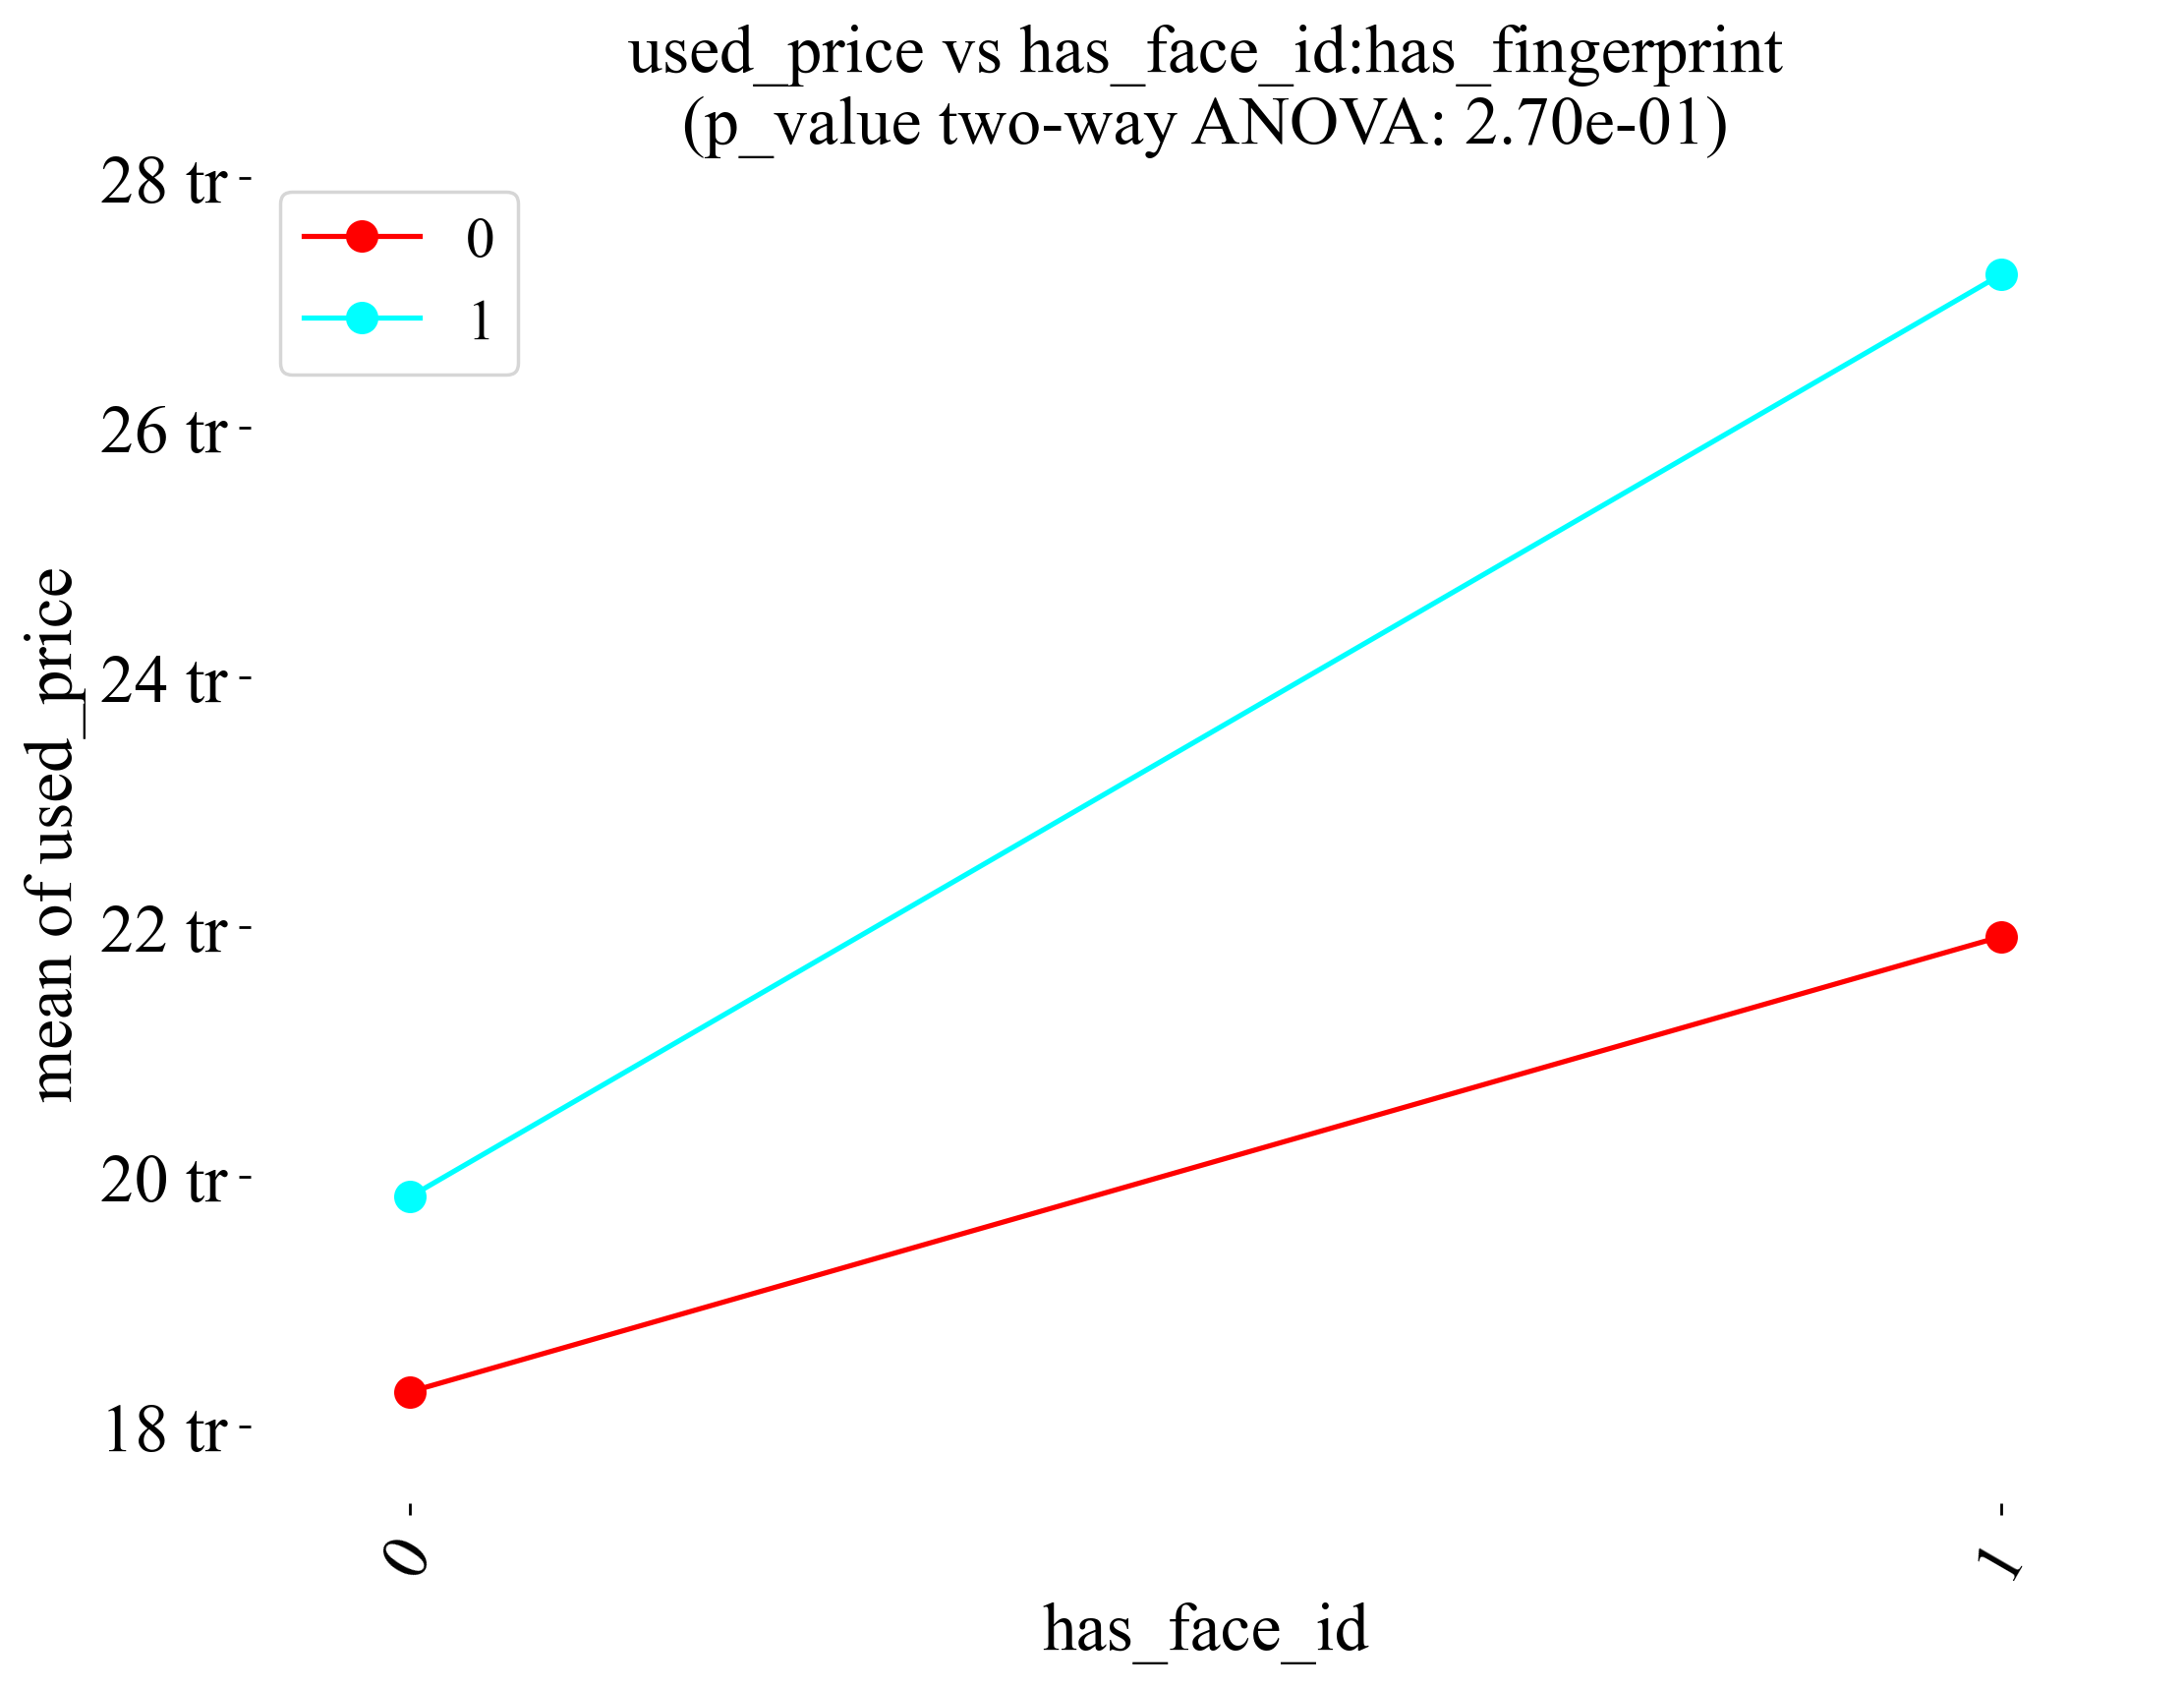 used_price vs has_face_id:has_fingerprint
(p_value two-way ANOVA: 2.70e-01)
28 tr
0
1
26 tr
24 tr
mean of used_price
22 tr
20 tr
18 tr
0
1
has_face_id